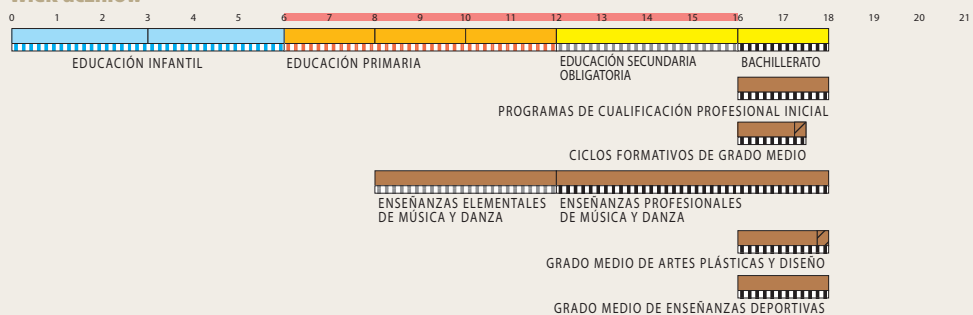 0 1 2 3 4 5 6 7 8 9 10 11 12 13 14 15 16 17 18 19 20 21
EDUCACIÓN INFANTIL
EDUCACIÓN PRIMARIA
EDUCACIÓN SECUNDARIA
OBLIGATORIA
BACHILLERATO
PROGRAMAS DE CUALIFICACIÓN PROFESIONAL INICIAL
CICLOS FORMATIVOS DE GRADO MEDIO
ENSEÑANZAS ELEMENTALES
DE MÚSICA Y DANZA
ENSEÑANZAS PROFESIONALES
DE MÚSICA Y DANZA
GRADO MEDIO DE ARTES PLÁSTICAS Y DISEÑO
GRADO MEDIO DE ENSEÑANZAS DEPORTIVAS